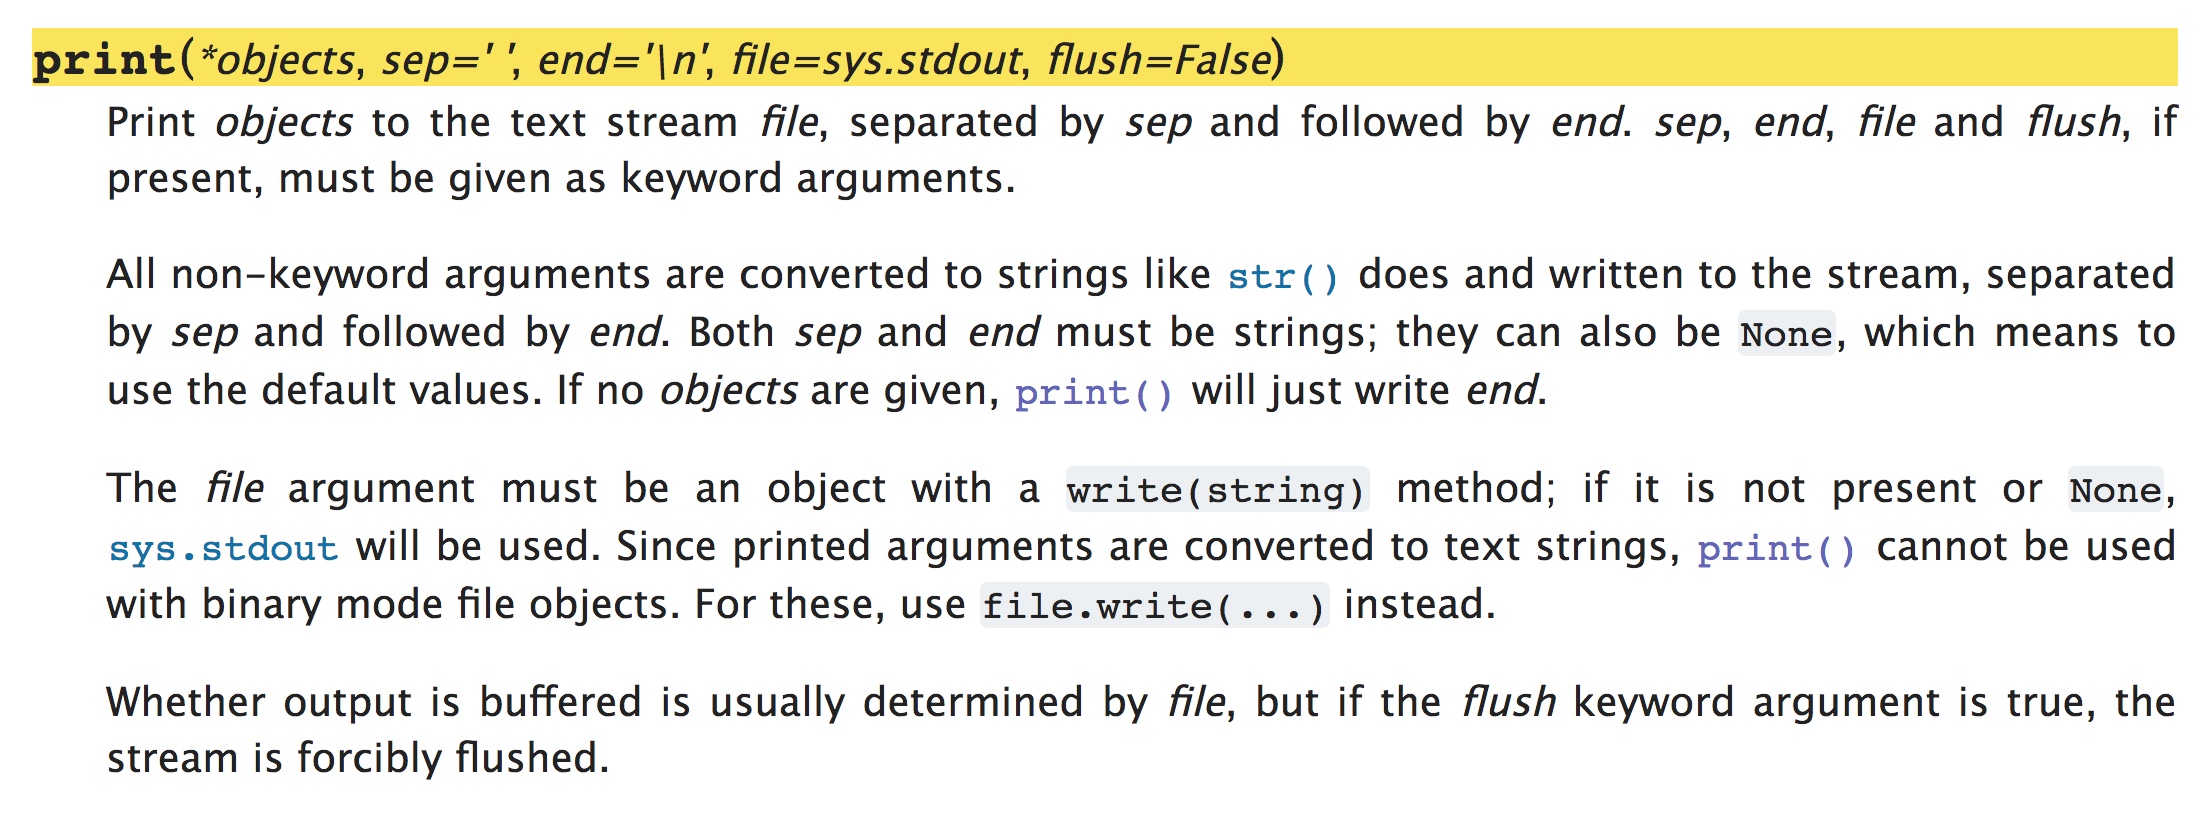 print(*objects, sep=' ', end='\n', file=sys.stdout, flush=False)
Print objects to the text stream file, separated by sep and followed by end. sep, end, file and flush, if
present, must be given as keyword arguments.
All non-keyword arguments are converted to strings like str() does and written to the stream, separated
by sep and followed by end. Both sep and end must be strings; they can also be None, which means to
use the default values. If no objects are given, print() will just write end.
The file argument must be an object with a write(string) method; if it is not present or None,
sys.stdout will be used. Since printed arguments are converted to text strings, print() cannot be used
with binary mode file objects. For these, use file.write(...) instead.
Whether output is buffered is usually determined by file, but if the flush keyword argument is true, the
stream is forcibly flushed.